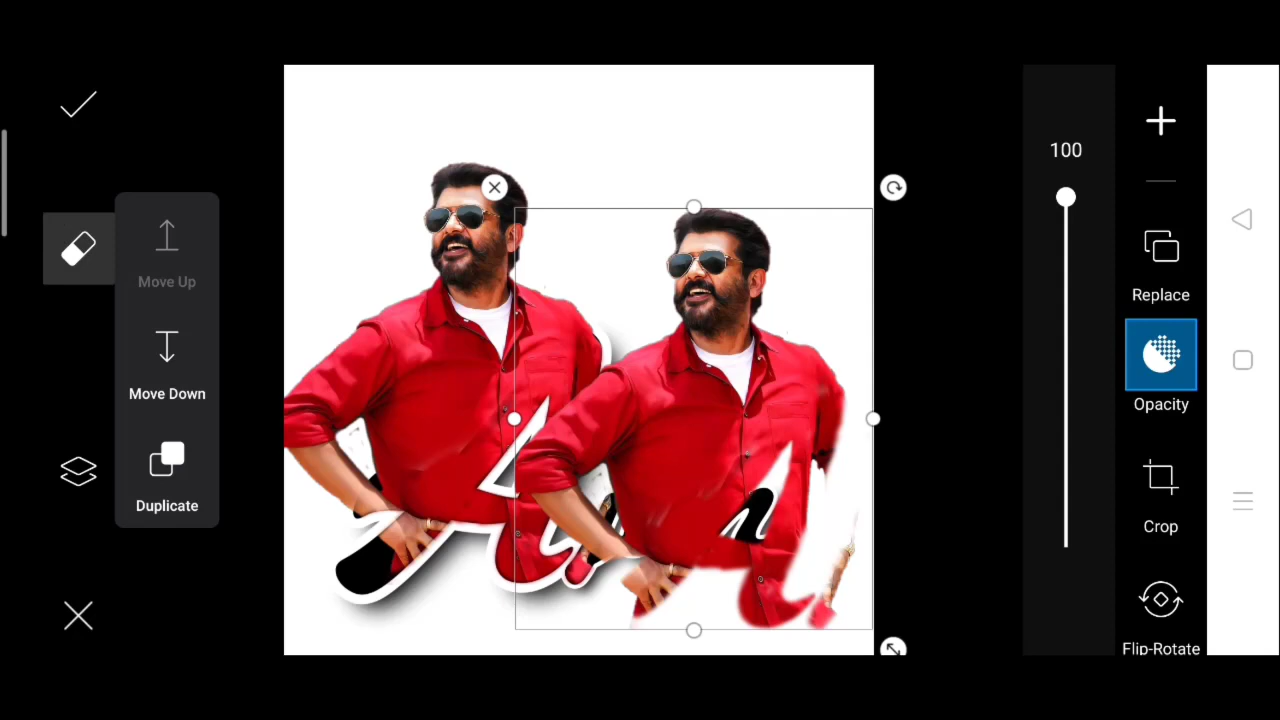 Move Up
Move Down
Duplicate
100
Replace
Opacity
Crop
Flip-Rotate